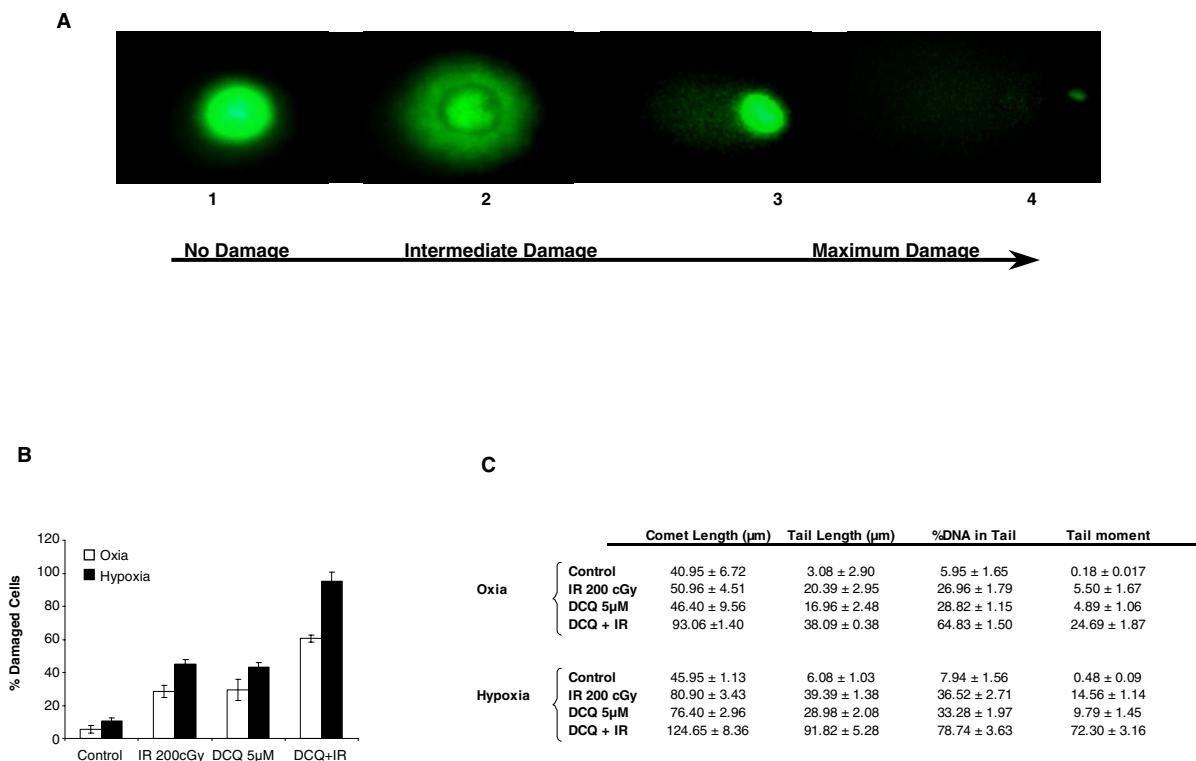 A
1 2 3 4
No Damage Intermediate Damage Maximum Damage
B
120
100
80
60
40
20
0
% Damaged Cells
Oxia
Hypoxia
Control IR 200cGy DCQ 5µM DCQ+IR
C
Comet Length (µm) Tail Length (µm) %DNA in Tail Tail moment
Oxia
Control 40.95 ± 6.72 3.08 ± 2.90 5.95 ± 1.65 0.18 ± 0.017
IR 200 cGy 50.96 ± 4.51 20.39 ± 2.95 26.96 ± 1.79 5.50 ± 1.67
DCQ 5µM 46.40 ± 9.56 16.96 ± 2.48 28.82 ± 1.15 4.89 ± 1.06
DCQ + IR 93.06 ±1.40 38.09 ± 0.38 64.83 ± 1.50 24.69 ± 1.87
Hypoxia
Control 45.95 ± 1.13 6.08 ± 1.03 7.94 ± 1.56 0.48 ± 0.09
IR 200 cGy 80.90 ± 3.43 39.39 ± 1.38 36.52 ± 2.71 14.56 ± 1.14
DCQ 5µM 76.40 ± 2.96 28.98 ± 2.08 33.28 ± 1.97 9.79 ± 1.45
DCQ + IR 124.65 ± 8.36 91.82 ± 5.28 78.74 ± 3.63 72.30 ± 3.16